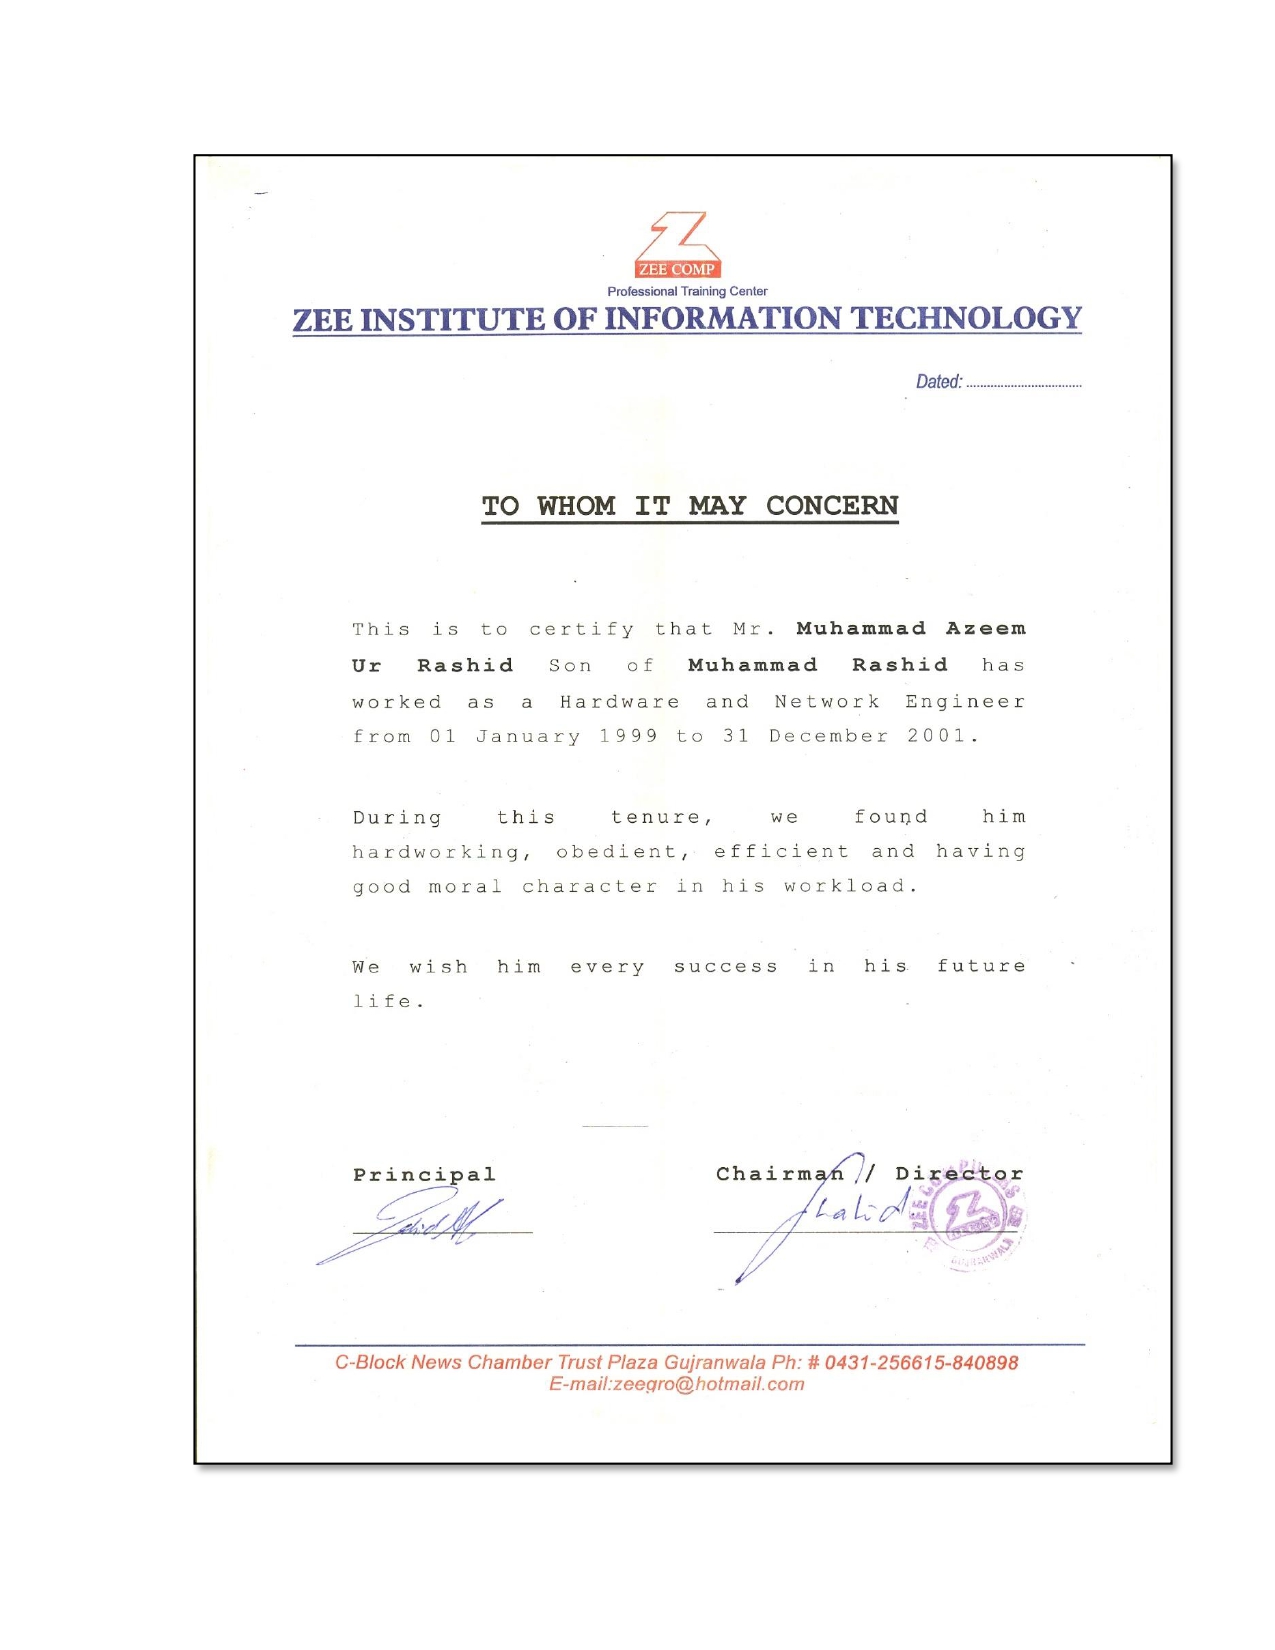 ZEE COMP
Professional Training Center
ZEE INSTITUTE OF INFORMATION TECHNOLOGY
Dated: ..................................
TO WHOM IT MAY CONCERN
This is to certify that Mr. Muhammad Azeem
Ur Rashid Son of Muhammad Rashid has
worked as a Hardware and Network Engineer
from 01 January 1999 to 31 December 2001.
During this tenure, we found him
hardworking, obedient, efficient and having
good moral character in his workload.
We wish him every success in his future
life.
Principal
Chairman / Director
Shahid
ZEE
GUJRANWALA
C-Block News Chamber Trust Plaza Gujranwala Ph: # 0431-256615-840898
E-mail:zeegro@hotmail.com